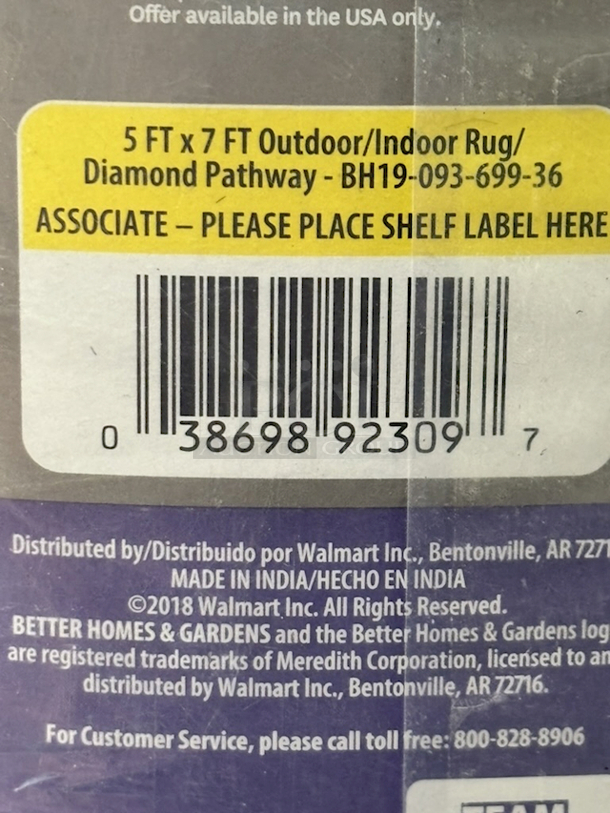 Offer available in the USA only.
5 FT x 7 FT Outdoor/Indoor Rug/
Diamond Pathway - BH19-093-699-36
ASSOCIATE – PLEASE PLACE SHELF LABEL HERE
0 38698 92309 7
Distributed by/Distribuido por Walmart Inc., Bentonville, AR 7271
MADE IN INDIA/HECHO EN INDIA
©2018 Walmart Inc. All Rights Reserved.
BETTER HOMES & GARDENS and the Better Homes & Gardens log
are registered trademarks of Meredith Corporation, licensed to an
distributed by Walmart Inc., Bentonville, AR 72716.
For Customer Service, please call toll free: 800-828-8906